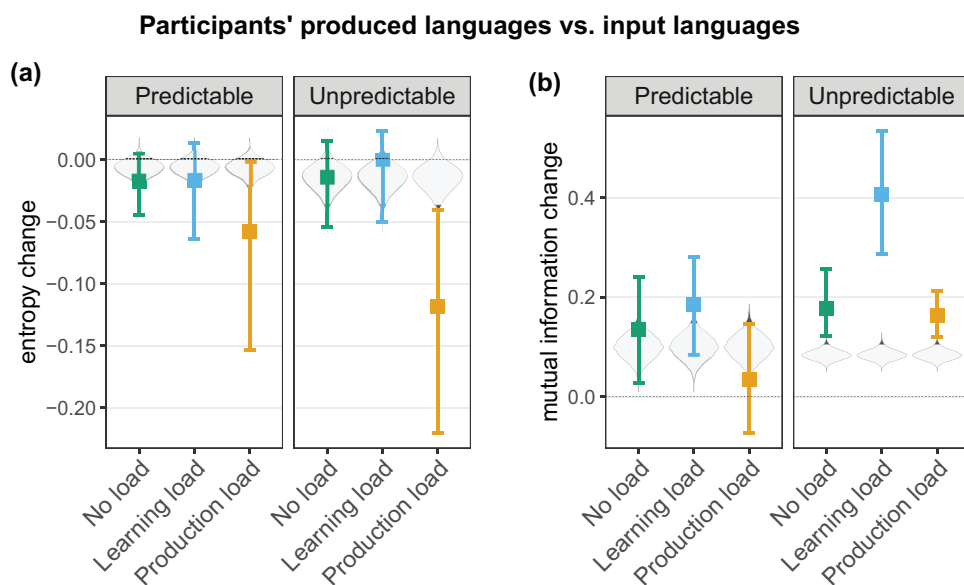 Participants' produced languages vs. input languages
(a)
Predictable
Unpredictable
entropy change
0.00
−0.05
−0.10
−0.15
−0.20
No load
Learning load
Production load
No load
Learning load
Production load
(b)
Predictable
Unpredictable
mutual information change
0.4
0.2
0.0
No load
Learning load
Production load
No load
Learning load
Production load